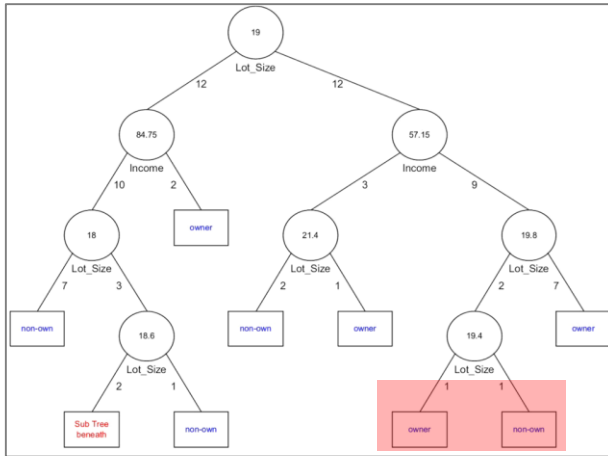 19
Lot_Size
12 12
84.75 57.15
Income Income
10 2 3 9
18 owner 21.4 19.8
Lot_Size Lot_Size Lot_Size
7 3 2 1 2 7
non-own 18.6 non-own owner 19.4 owner
Lot_Size Lot_Size
2 1 1 1
Sub Tree
beneath non-own owner non-own